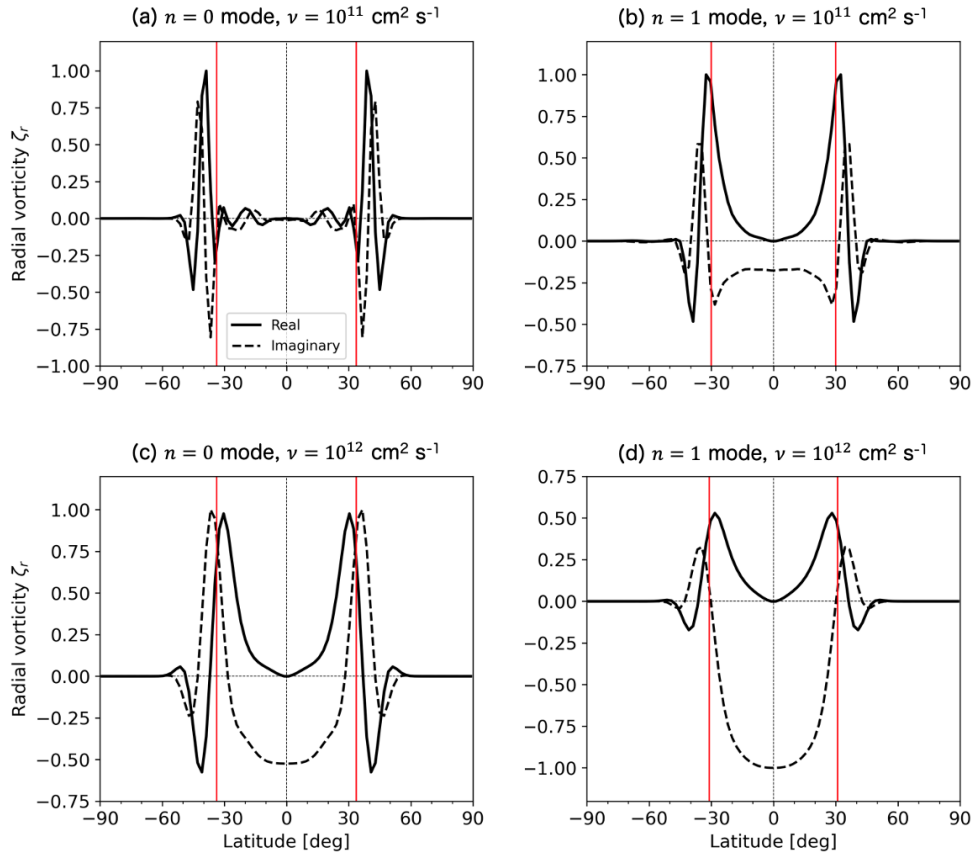 (a) n = 0 mode, ν = 10¹¹ cm² s⁻¹
Radial vorticity ζᵣ
1.00
0.75
0.50
0.25
0.00
−0.25
−0.50
−0.75
−1.00
Real
Imaginary
−90 −60 −30 0 30 60 90
(b) n = 1 mode, ν = 10¹¹ cm² s⁻¹
1.00
0.75
0.50
0.25
0.00
−0.25
−0.50
−0.75
−90 −60 −30 0 30 60 90
(c) n = 0 mode, ν = 10¹² cm² s⁻¹
Radial vorticity ζᵣ
1.00
0.75
0.50
0.25
0.00
−0.25
−0.50
−0.75
−90 −60 −30 0 30 60 90
Latitude [deg]
(d) n = 1 mode, ν = 10¹² cm² s⁻¹
0.75
0.50
0.25
0.00
−0.25
−0.50
−0.75
−1.00
−90 −60 −30 0 30 60 90
Latitude [deg]